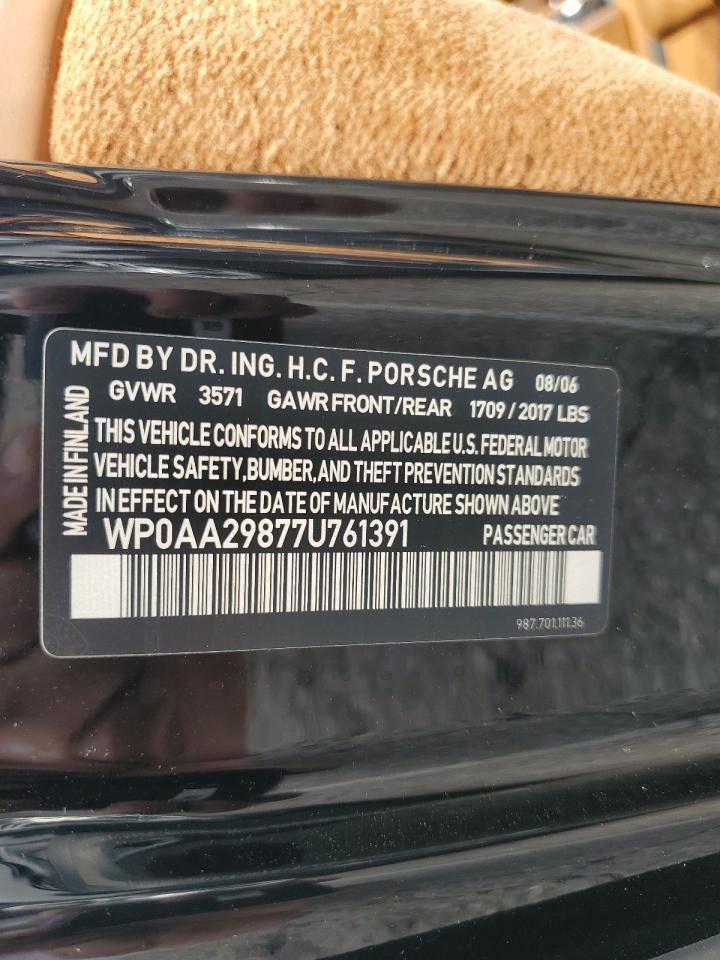 MFD BY DR. ING. H.C. F. PORSCHE AG 08/06
GVWR 3571 GAWR FRONT/REAR 1709 / 2017 LBS
THIS VEHICLE CONFORMS TO ALL APPLICABLE U.S. FEDERAL MOTOR
VEHICLE SAFETY, BUMBER, AND THEFT PREVENTION STANDARDS
IN EFFECT ON THE DATE OF MANUFACTURE SHOWN ABOVE
MADE IN FINLAND
WP0AA29877U761391 PASSENGER CAR
987.701.111.36